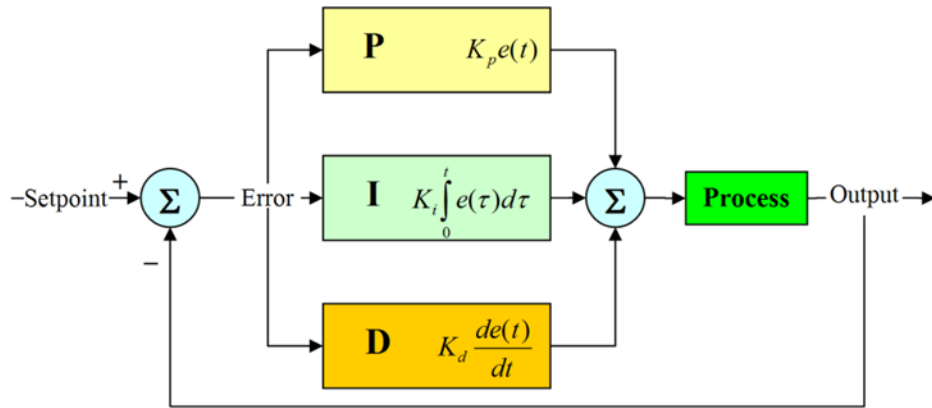 P K_p e(t)
Setpoint + Σ Error I K_i ∫_0^t e(τ)dτ Σ Process Output
−
D K_d de(t)/dt